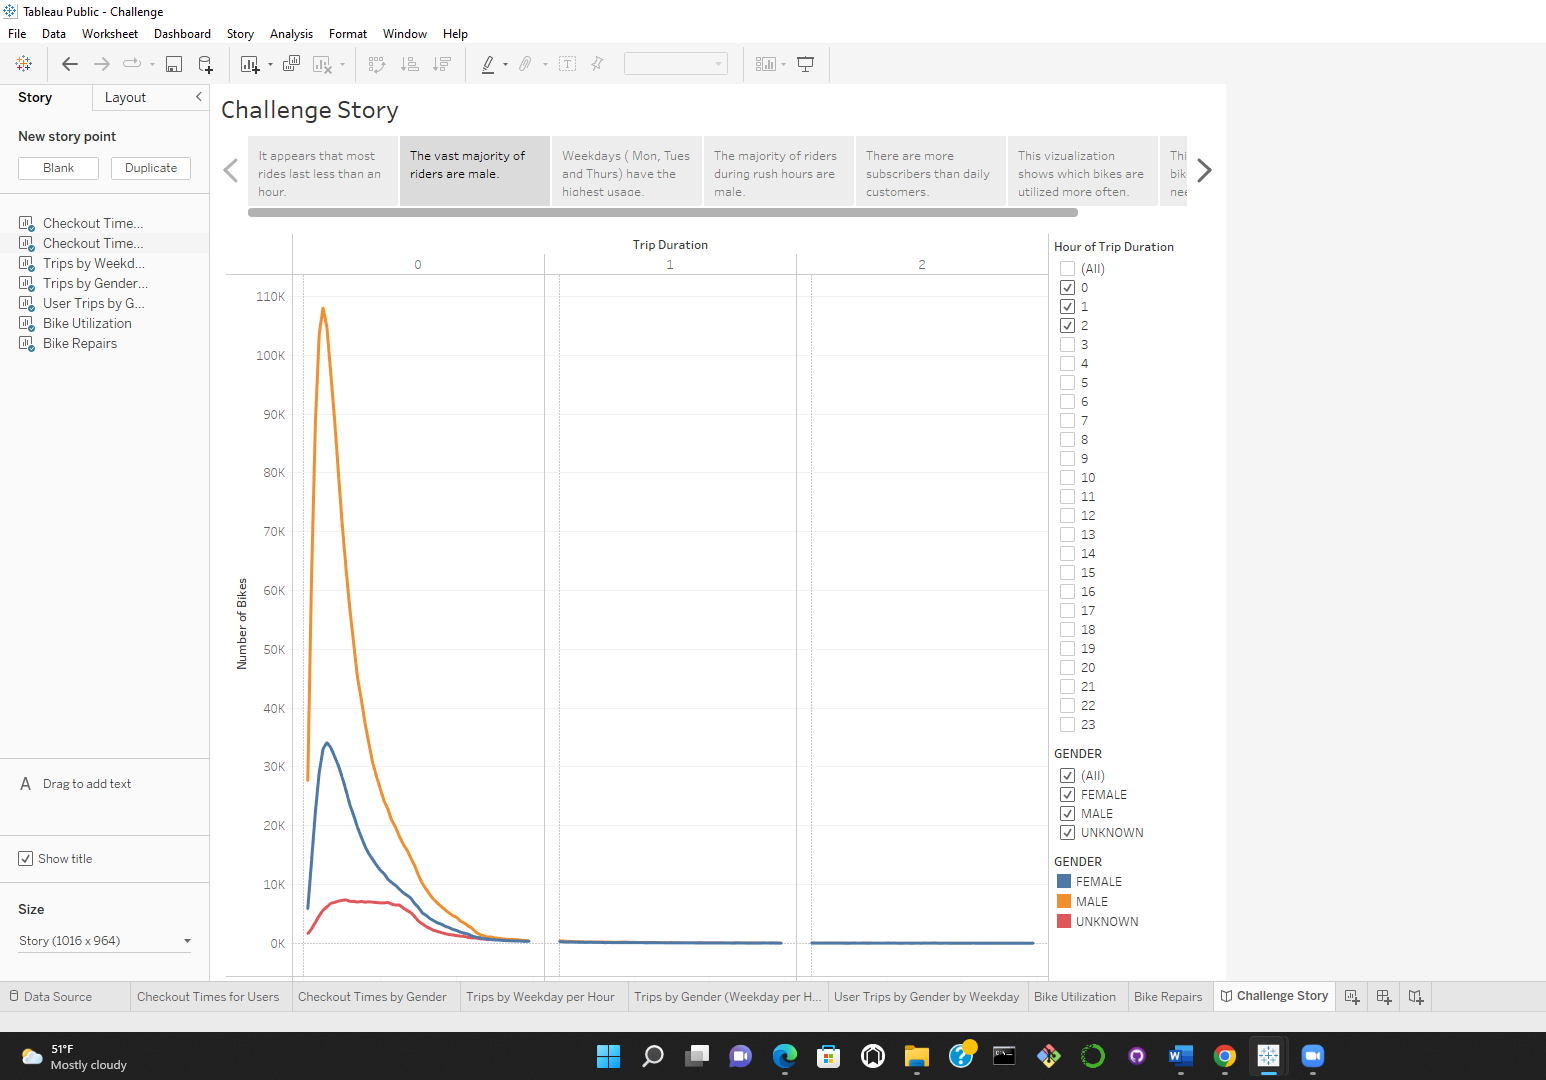 Tableau Public - Challenge
File Data Worksheet Dashboard Story Analysis Format Window Help
Story Layout
New story point
Blank Duplicate
Checkout Time...
Checkout Time...
Trips by Weekd...
Trips by Gender...
User Trips by G...
Bike Utilization
Bike Repairs
A Drag to add text
Show title
Size
Story (1016 x 964)
Challenge Story
It appears that most
rides last less than an
hour.
The vast majority of
riders are male.
Weekdays ( Mon, Tues
and Thurs) have the
highest usage.
The majority of riders
during rush hours are
male.
There are more
subscribers than daily
customers.
This vizualization
shows which bikes are
utilized more often.
Thi
bik
nee
Trip Duration
0 1 2
110K
100K
90K
80K
70K
60K
50K
40K
30K
20K
10K
0K
Number of Bikes
Hour of Trip Duration
(All)
0
1
2
3
4
5
6
7
8
9
10
11
12
13
14
15
16
17
18
19
20
21
22
23
GENDER
(All)
FEMALE
MALE
UNKNOWN
GENDER
FEMALE
MALE
UNKNOWN
Data Source Checkout Times for Users Checkout Times by Gender Trips by Weekday per Hour Trips by Gender (Weekday per H... User Trips by Gender by Weekday Bike Utilization Bike Repairs Challenge Story
51°F
Mostly cloudy